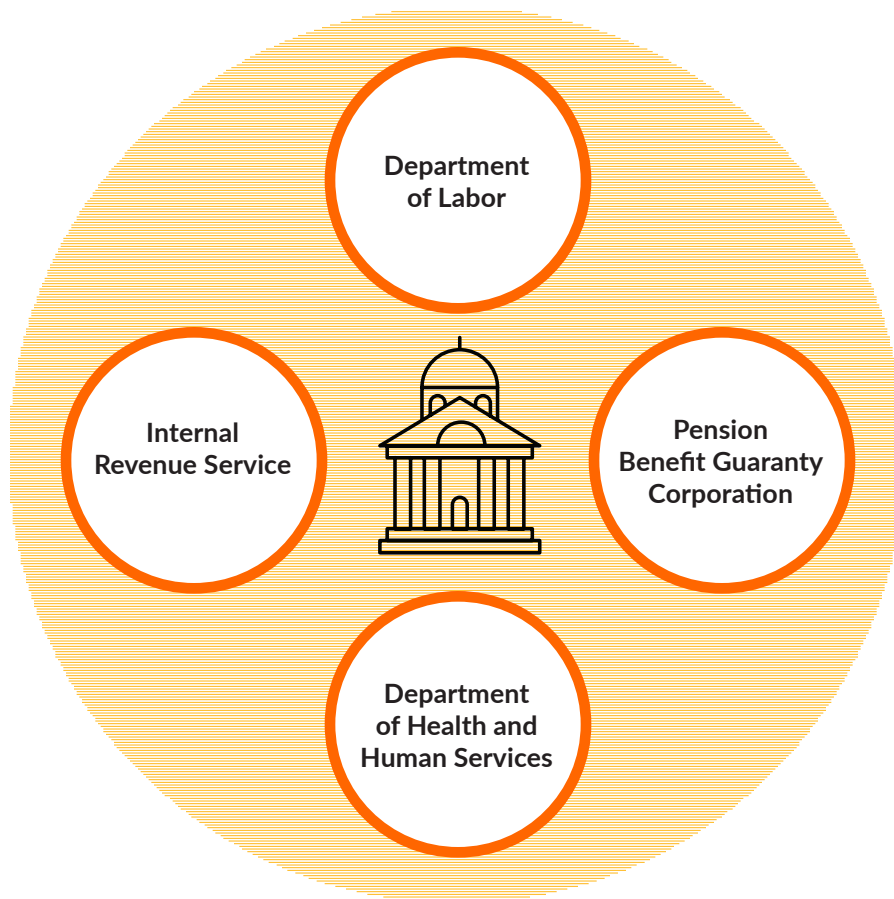 Department
of Labor
Internal
Revenue Service
Pension
Benefit Guaranty
Corporation
Department
of Health and
Human Services